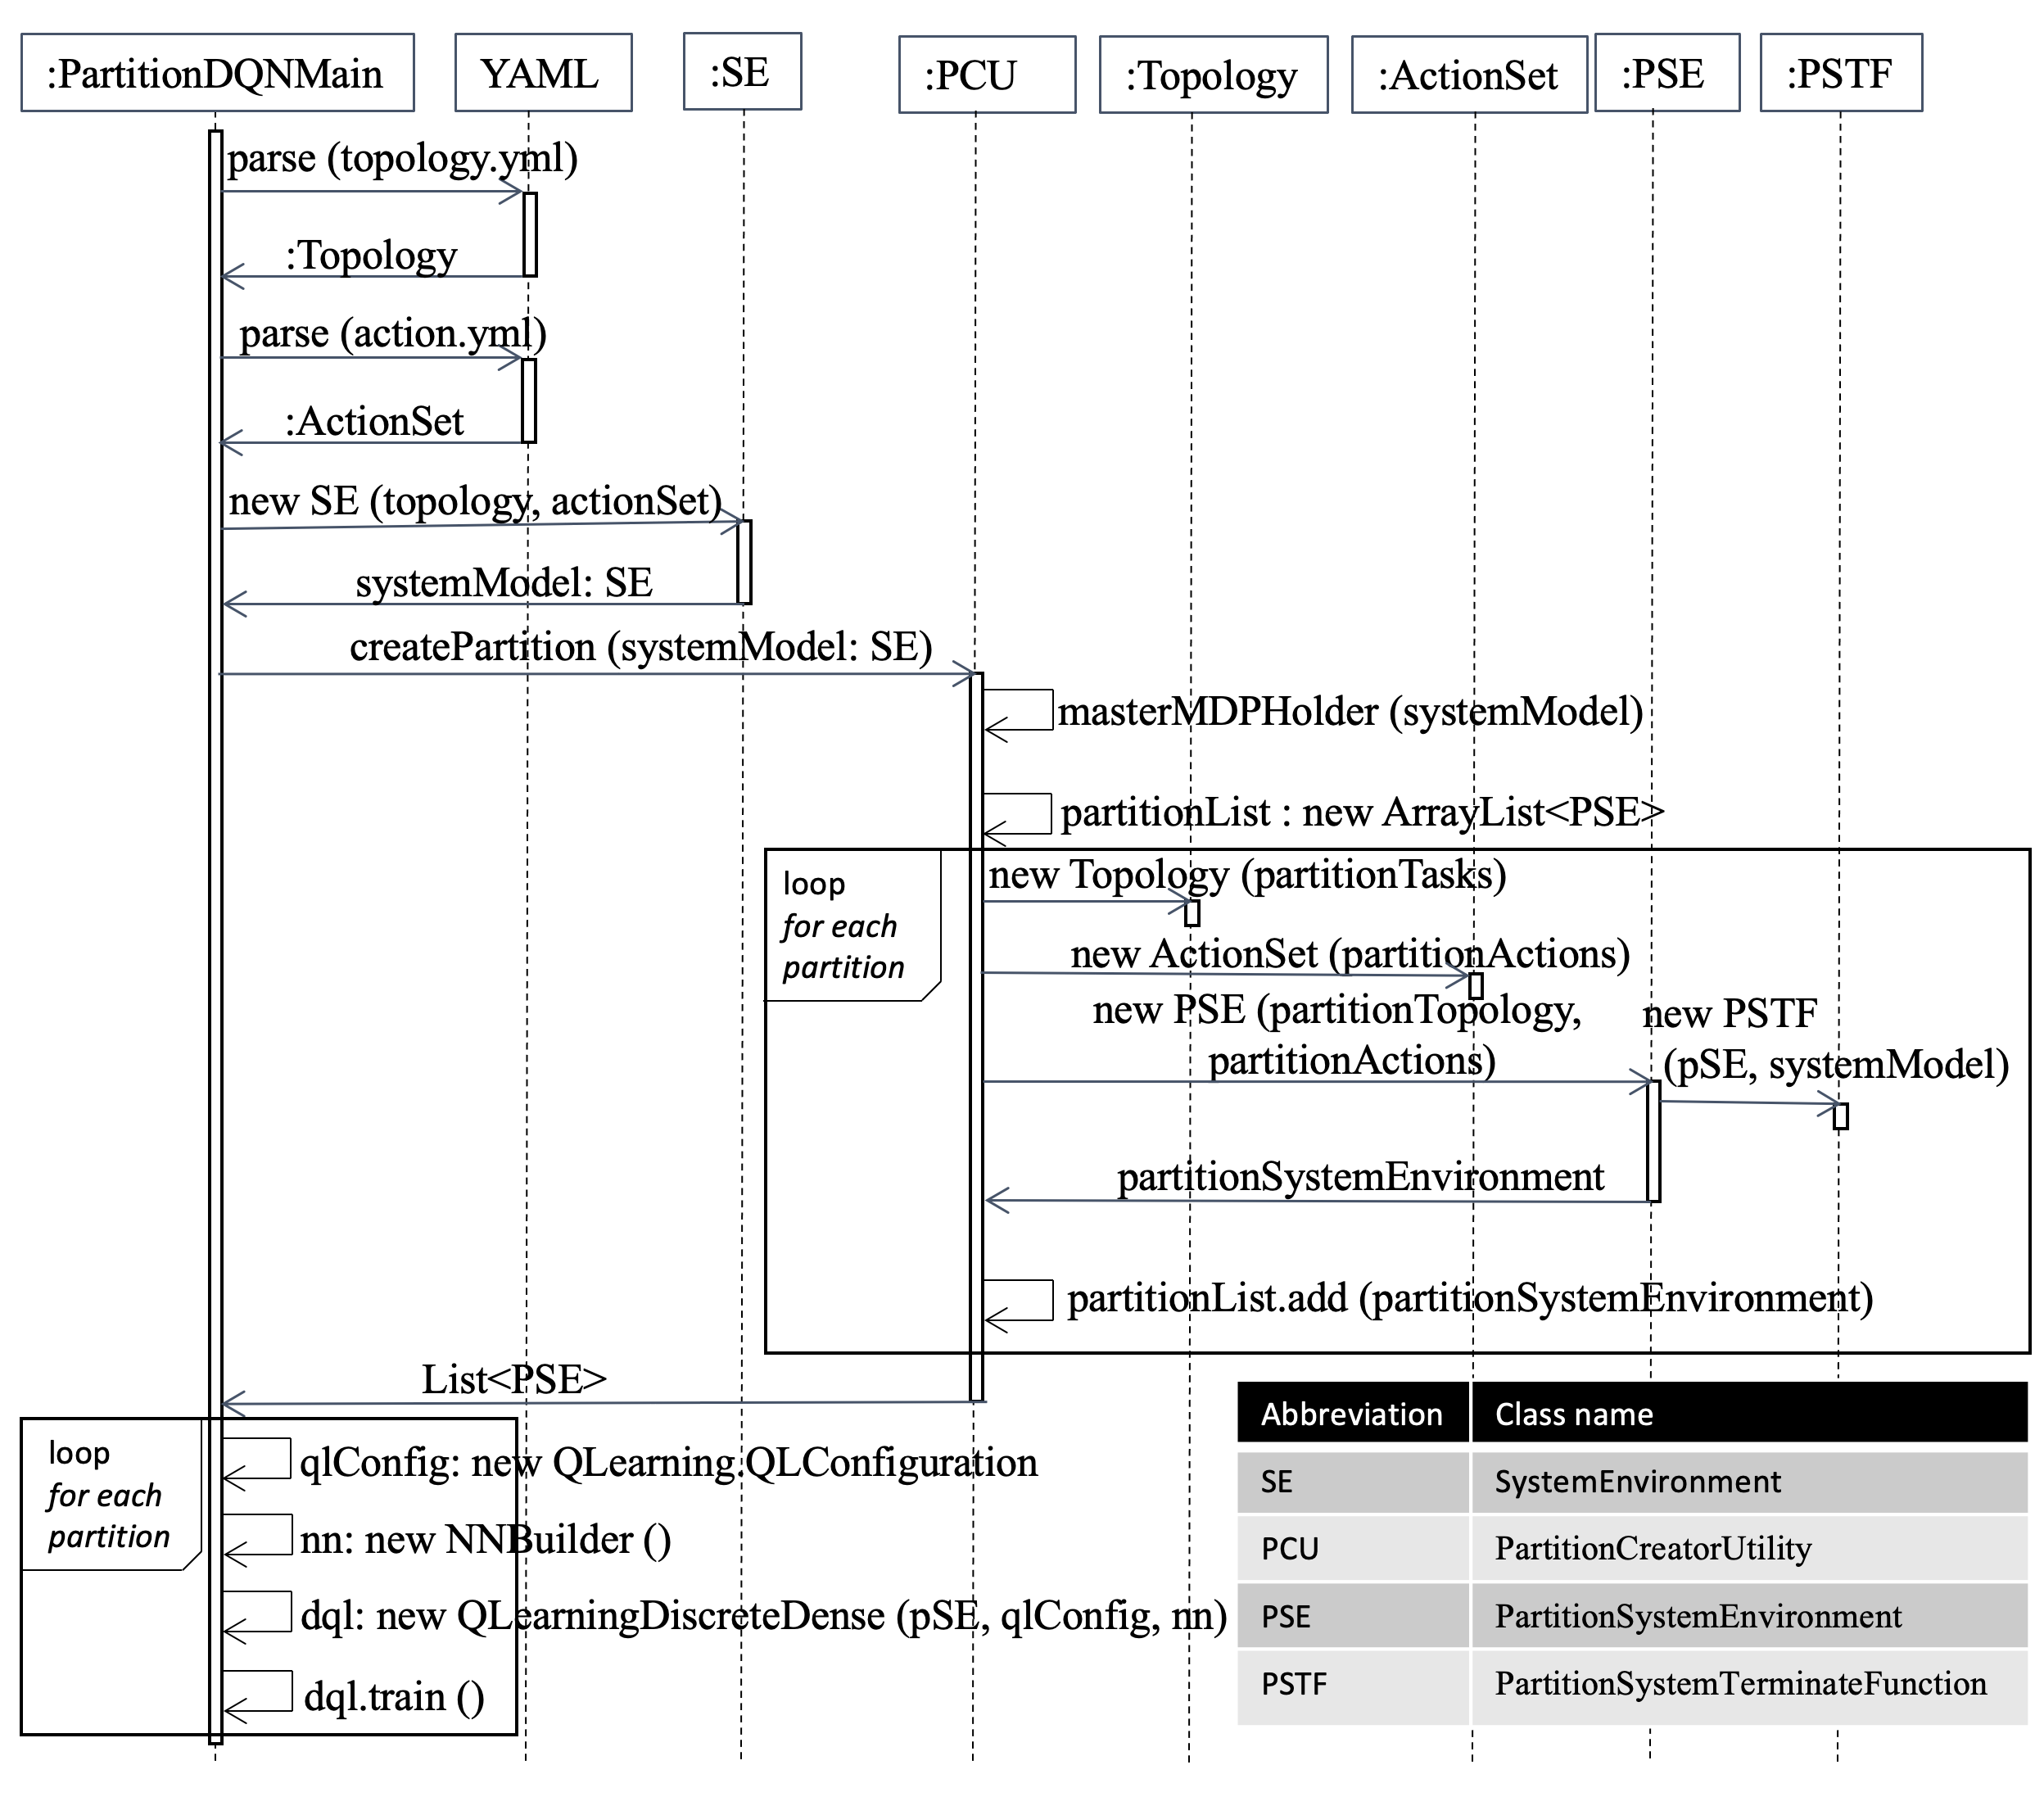 :PartitionDQNMain
YAML
:SE
:PCU
:Topology
:ActionSet
:PSE
:PSTF
parse (topology.yml)
:Topology
parse (action.yml)
:ActionSet
new SE (topology, actionSet)
systemModel: SE
createPartition (systemModel: SE)
masterMDPHolder (systemModel)
partitionList : new ArrayList<PSE>
loop
for each
partition
new Topology (partitionTasks)
new ActionSet (partitionActions)
new PSE (partitionTopology,
partitionActions)
new PSTF
(pSE, systemModel)
partitionSystemEnvironment
partitionList.add (partitionSystemEnvironment)
List<PSE>
loop
for each
partition
qlConfig: new QLearning.QLConfiguration
nn: new NNBuilder ()
dql: new QLearningDiscreteDense (pSE, qlConfig, nn)
dql.train ()
Abbreviation Class name
SE SystemEnvironment
PCU PartitionCreatorUtility
PSE PartitionSystemEnvironment
PSTF PartitionSystemTerminateFunction